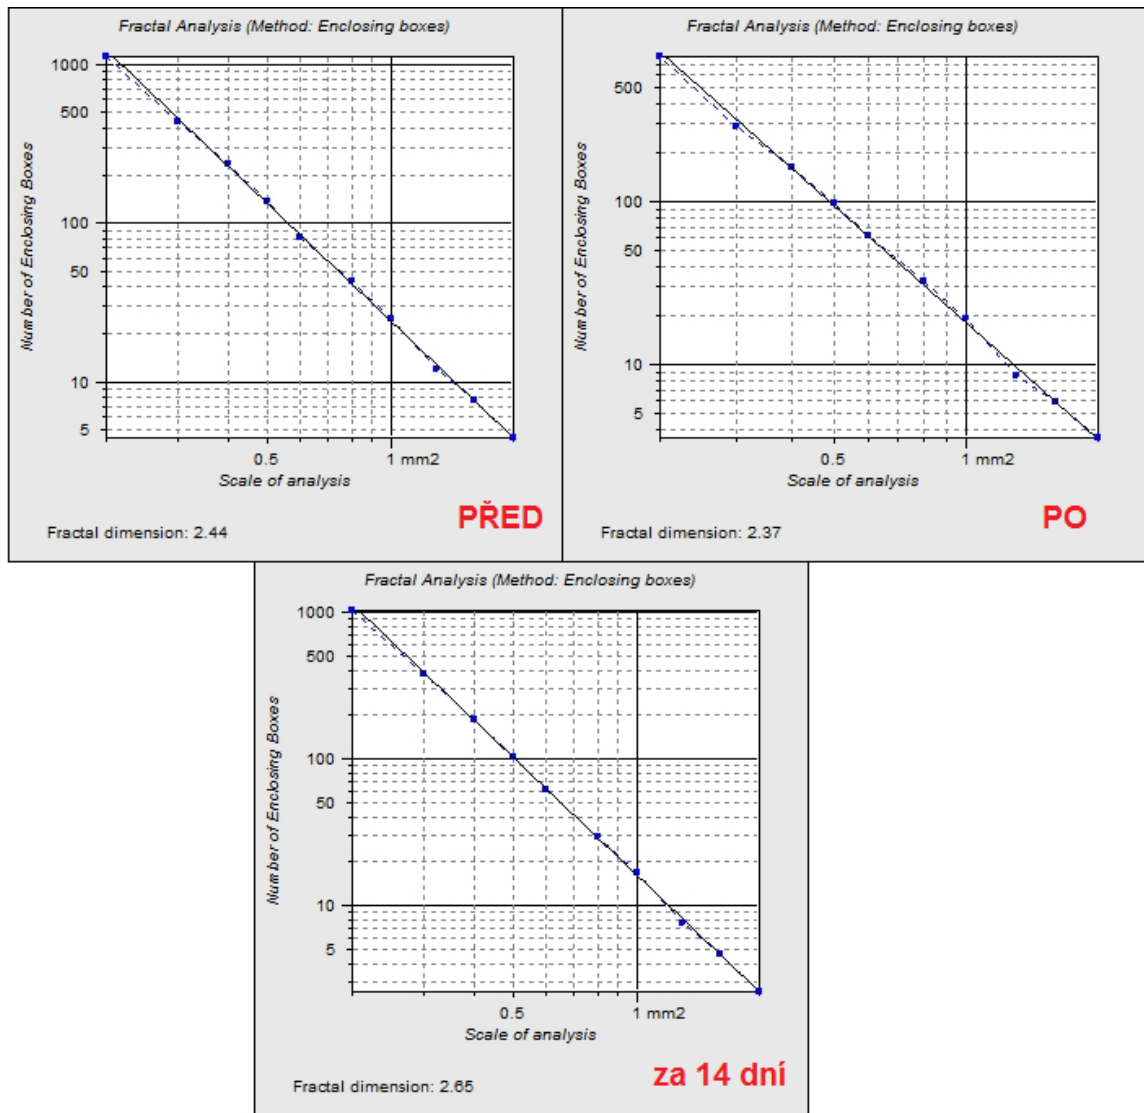 Fractal Analysis (Method: Enclosing boxes)
1000
500
100
50
10
5
Number of Enclosing Boxes
0.5
1 mm2
Scale of analysis
PŘED
Fractal dimension: 2.44
Fractal Analysis (Method: Enclosing boxes)
500
100
50
10
5
Number of Enclosing Boxes
0.5
1 mm2
Scale of analysis
PO
Fractal dimension: 2.37
Fractal Analysis (Method: Enclosing boxes)
1000
500
100
50
10
5
Number of Enclosing Boxes
0.5
1 mm2
Scale of analysis
za 14 dní
Fractal dimension: 2.65